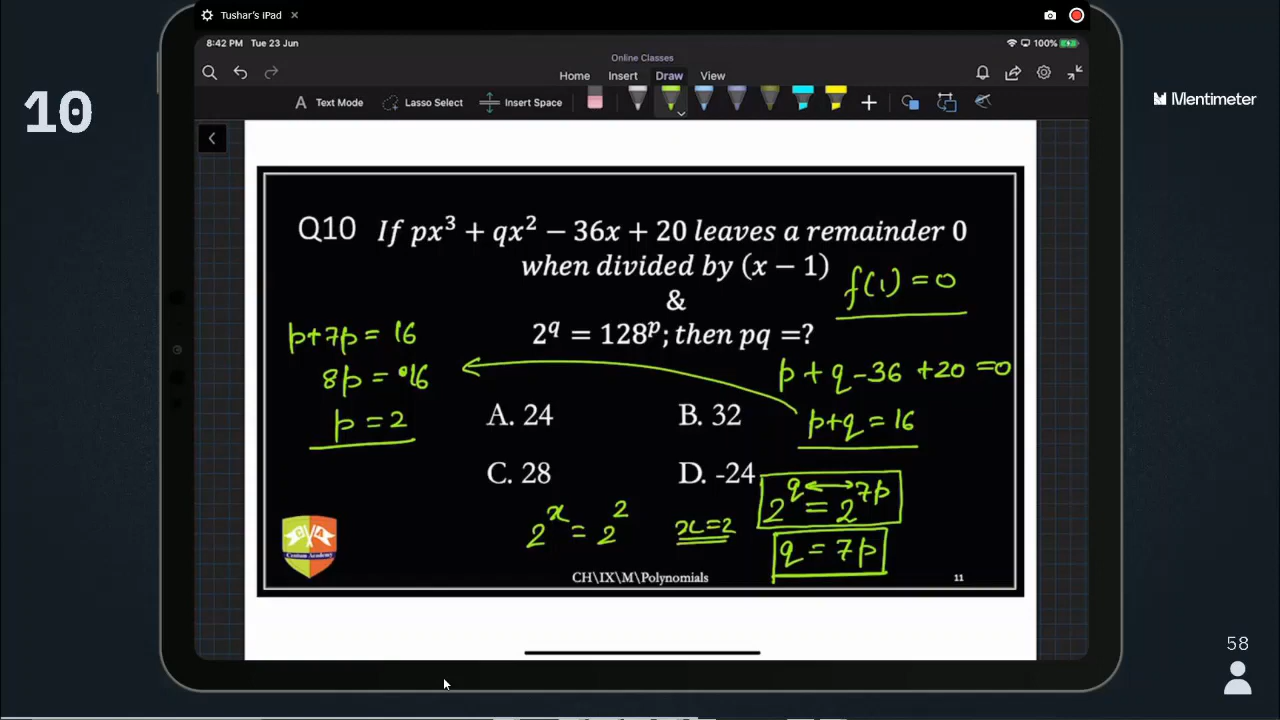 Tushar's iPad ×
8:42 PM Tue 23 Jun
100%
Online Classes
Home Insert Draw View
A Text Mode Lasso Select Insert Space
10
Mentimeter
Q10 If px³ + qx² − 36x + 20 leaves a remainder 0
when divided by (x − 1)
f(1) = 0
&
2^q = 128^p; then pq =?
p+7p = 16
8p = 16
p = 2
p + q - 36 + 20 = 0
p+q = 16
A. 24 B. 32
C. 28 D. -24
2^q = 2^7p
q = 7p
2^x = 2^2 x=2
Centum Academy
CH\IX\M\Polynomials
11
58